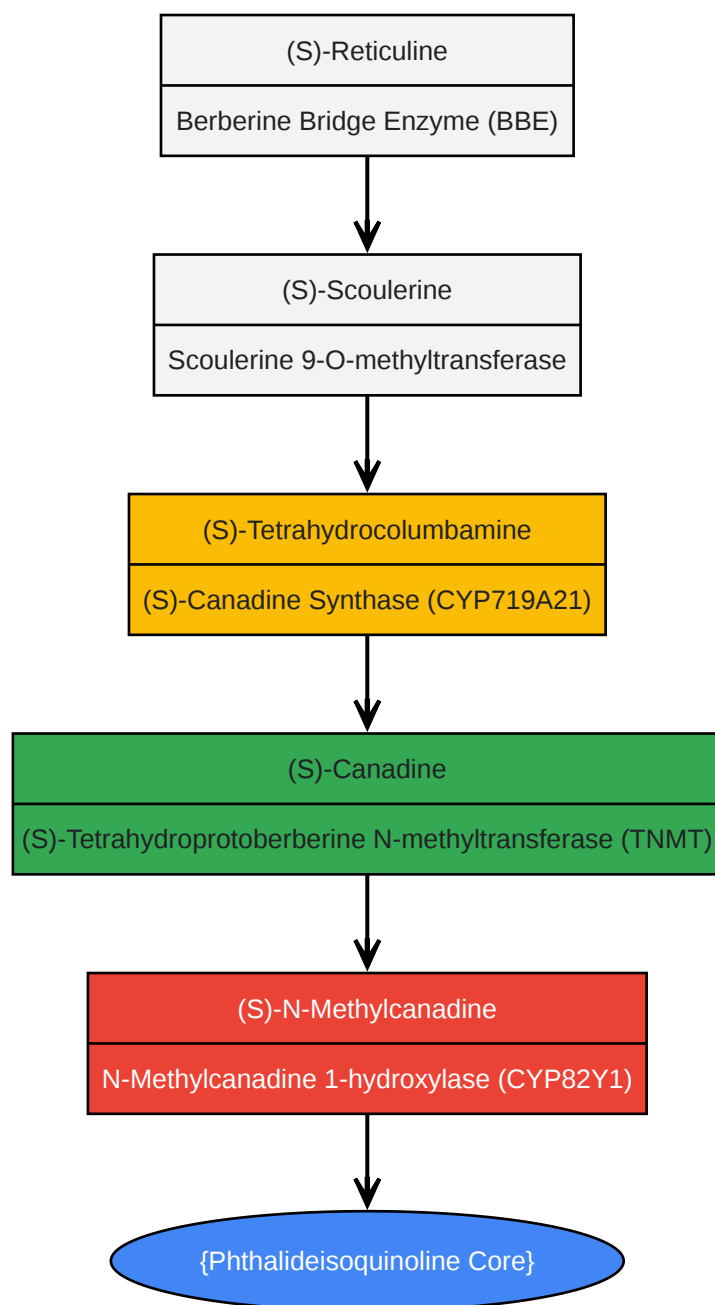 (S)-Reticuline
Berberine Bridge Enzyme (BBE)
(S)-Scoulerine
Scoulerine 9-O-methyltransferase
(S)-Tetrahydrocolumbamine
(S)-Canadine Synthase (CYP719A21)
(S)-Canadine
(S)-Tetrahydroprotoberberine N-methyltransferase (TNMT)
(S)-N-Methylcanadine
N-Methylcanadine 1-hydroxylase (CYP82Y1)
{Phthalideisoquinoline Core}